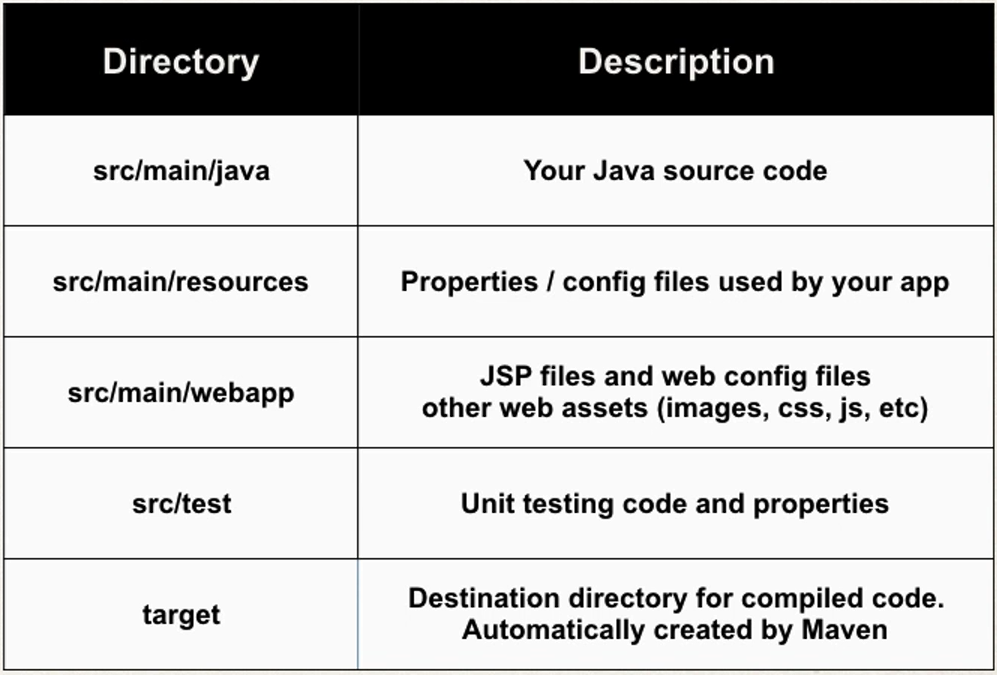 Directory
Description
src/main/java
Your Java source code
src/main/resources
Properties / config files used by your app
src/main/webapp
JSP files and web config files
other web assets (images, css, js, etc)
src/test
Unit testing code and properties
target
Destination directory for compiled code.
Automatically created by Maven